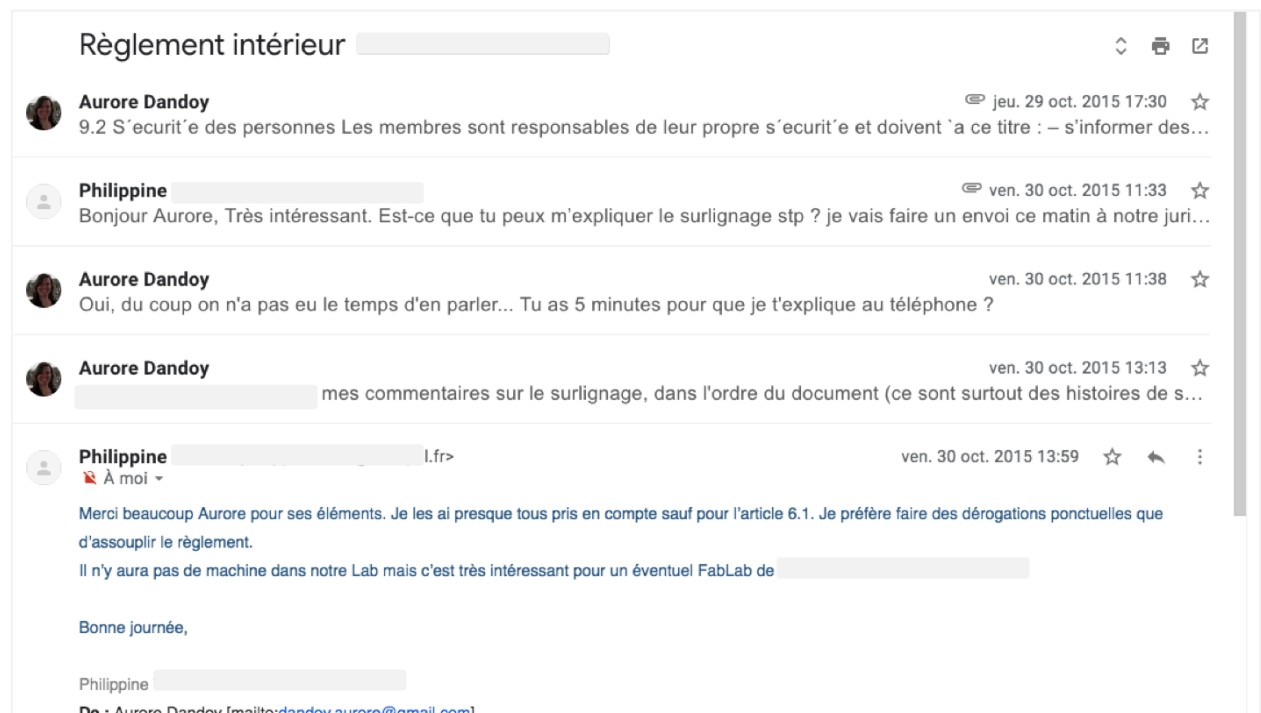 Règlement intérieur
Aurore Dandoy jeu. 29 oct. 2015 17:30
9.2 S´ecurit´e des personnes Les membres sont responsables de leur propre s´ecurit´e et doivent `a ce titre : – s'informer des...
Philippine ven. 30 oct. 2015 11:33
Bonjour Aurore, Très intéressant. Est-ce que tu peux m'expliquer le surlignage stp ? je vais faire un envoi ce matin à notre juri...
Aurore Dandoy ven. 30 oct. 2015 11:38
Oui, du coup on n'a pas eu le temps d'en parler... Tu as 5 minutes pour que je t'explique au téléphone ?
Aurore Dandoy ven. 30 oct. 2015 13:13
mes commentaires sur le surlignage, dans l'ordre du document (ce sont surtout des histoires de s...
Philippine l.fr> ven. 30 oct. 2015 13:59
À moi
Merci beaucoup Aurore pour ses éléments. Je les ai presque tous pris en compte sauf pour l'article 6.1. Je préfère faire des dérogations ponctuelles que
d'assouplir le règlement.
Il n'y aura pas de machine dans notre Lab mais c'est très intéressant pour un éventuel FabLab de
Bonne journée,
Philippine
De : Aurore Dandoy [mailto:dandoy.aurore@gmail.com]